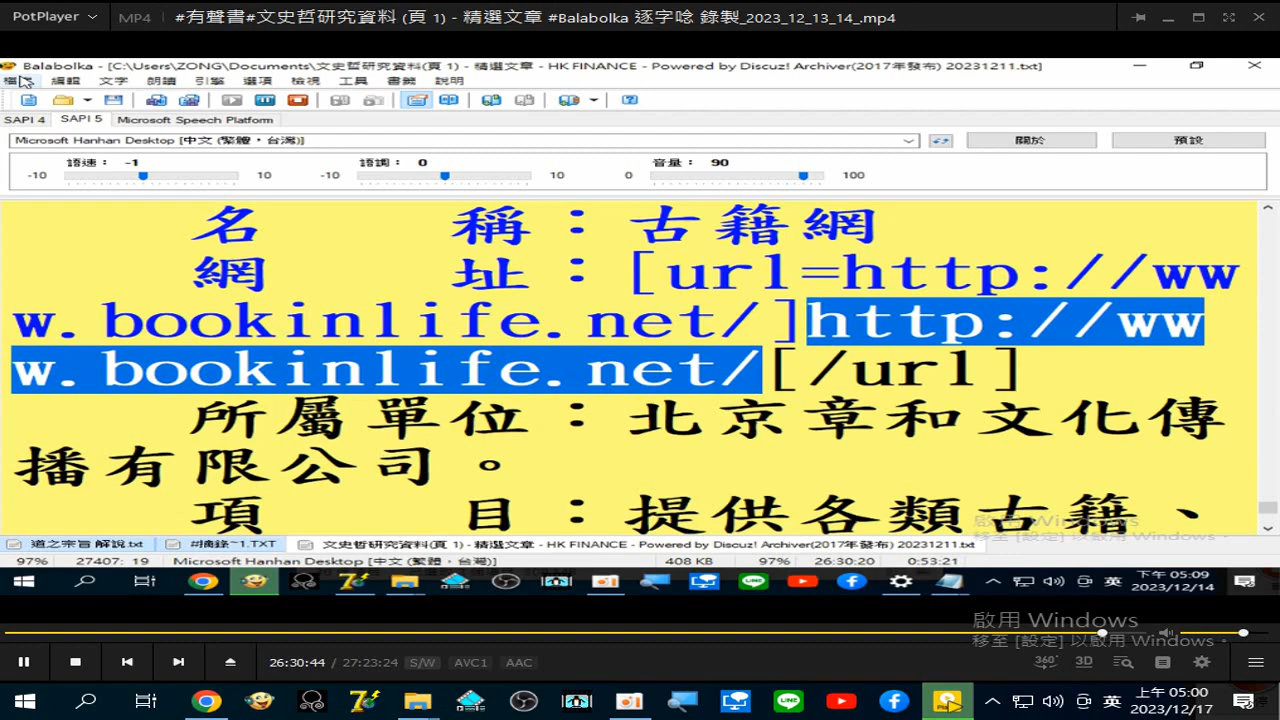 PotPlayer MP4 #有聲書#文史哲研究資料 (頁 1) - 精選文章 #Balabolka 逐字唸 錄製_2023_12_13_14_.mp4
Balabolka - [C:\Users\ZONG\Documents\文史哲研究資料(頁 1) - 精選文章 - HK FINANCE - Powered by Discuz! Archiver(2017年發布) 20231211.txt]
檔案 編輯 文字 朗讀 引擎 選項 檢視 工具 書籤 說明
SAPI 4 SAPI 5 Microsoft Speech Platform
Microsoft Hanhan Desktop [中文 (繁體，台灣)] 關於 預設
語速： -1 語調： 0 音量： 90
-10 10 -10 10 0 100
名 稱：古籍網
網 址：[url=http://ww
w.bookinlife.net/]http://ww
w.bookinlife.net/[/url]
所屬單位：北京章和文化傳
播有限公司。
項 目：提供各類古籍、
啟用 Windows
移至 [設定] 以啟用 Windows。
道之宗旨 解說.txt #摘錄~1.TXT 文史哲研究資料(頁 1) - 精選文章 - HK FINANCE - Powered by Discuz! Archiver(2017年發布) 20231211.txt
97% 27407: 19 Microsoft Hanhan Desktop [中文 (繁體，台灣)] 408 KB 97% 26:30:20 0:53:21
英 下午 05:09
2023/12/14
啟用 Windows
移至 [設定] 以啟用 Windows。
26:30:44 / 27:23:24 S/W AVC1 AAC 360° 3D
英 上午 05:00
2023/12/17